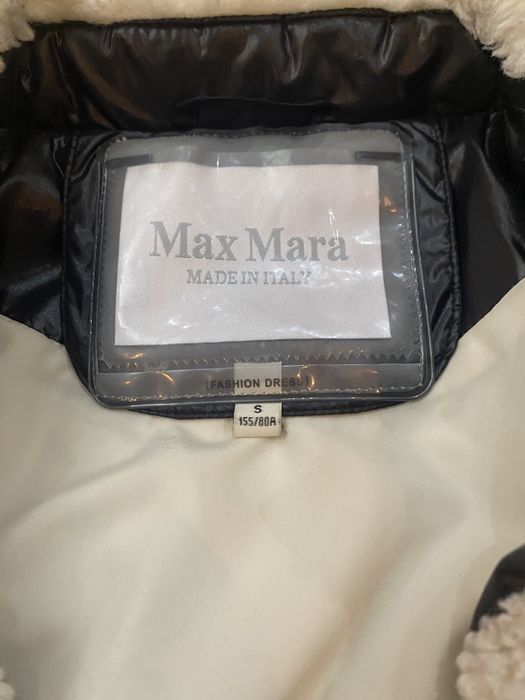 Max Mara
MADE IN ITALY
(FASHION DRESS)
S
155/80A